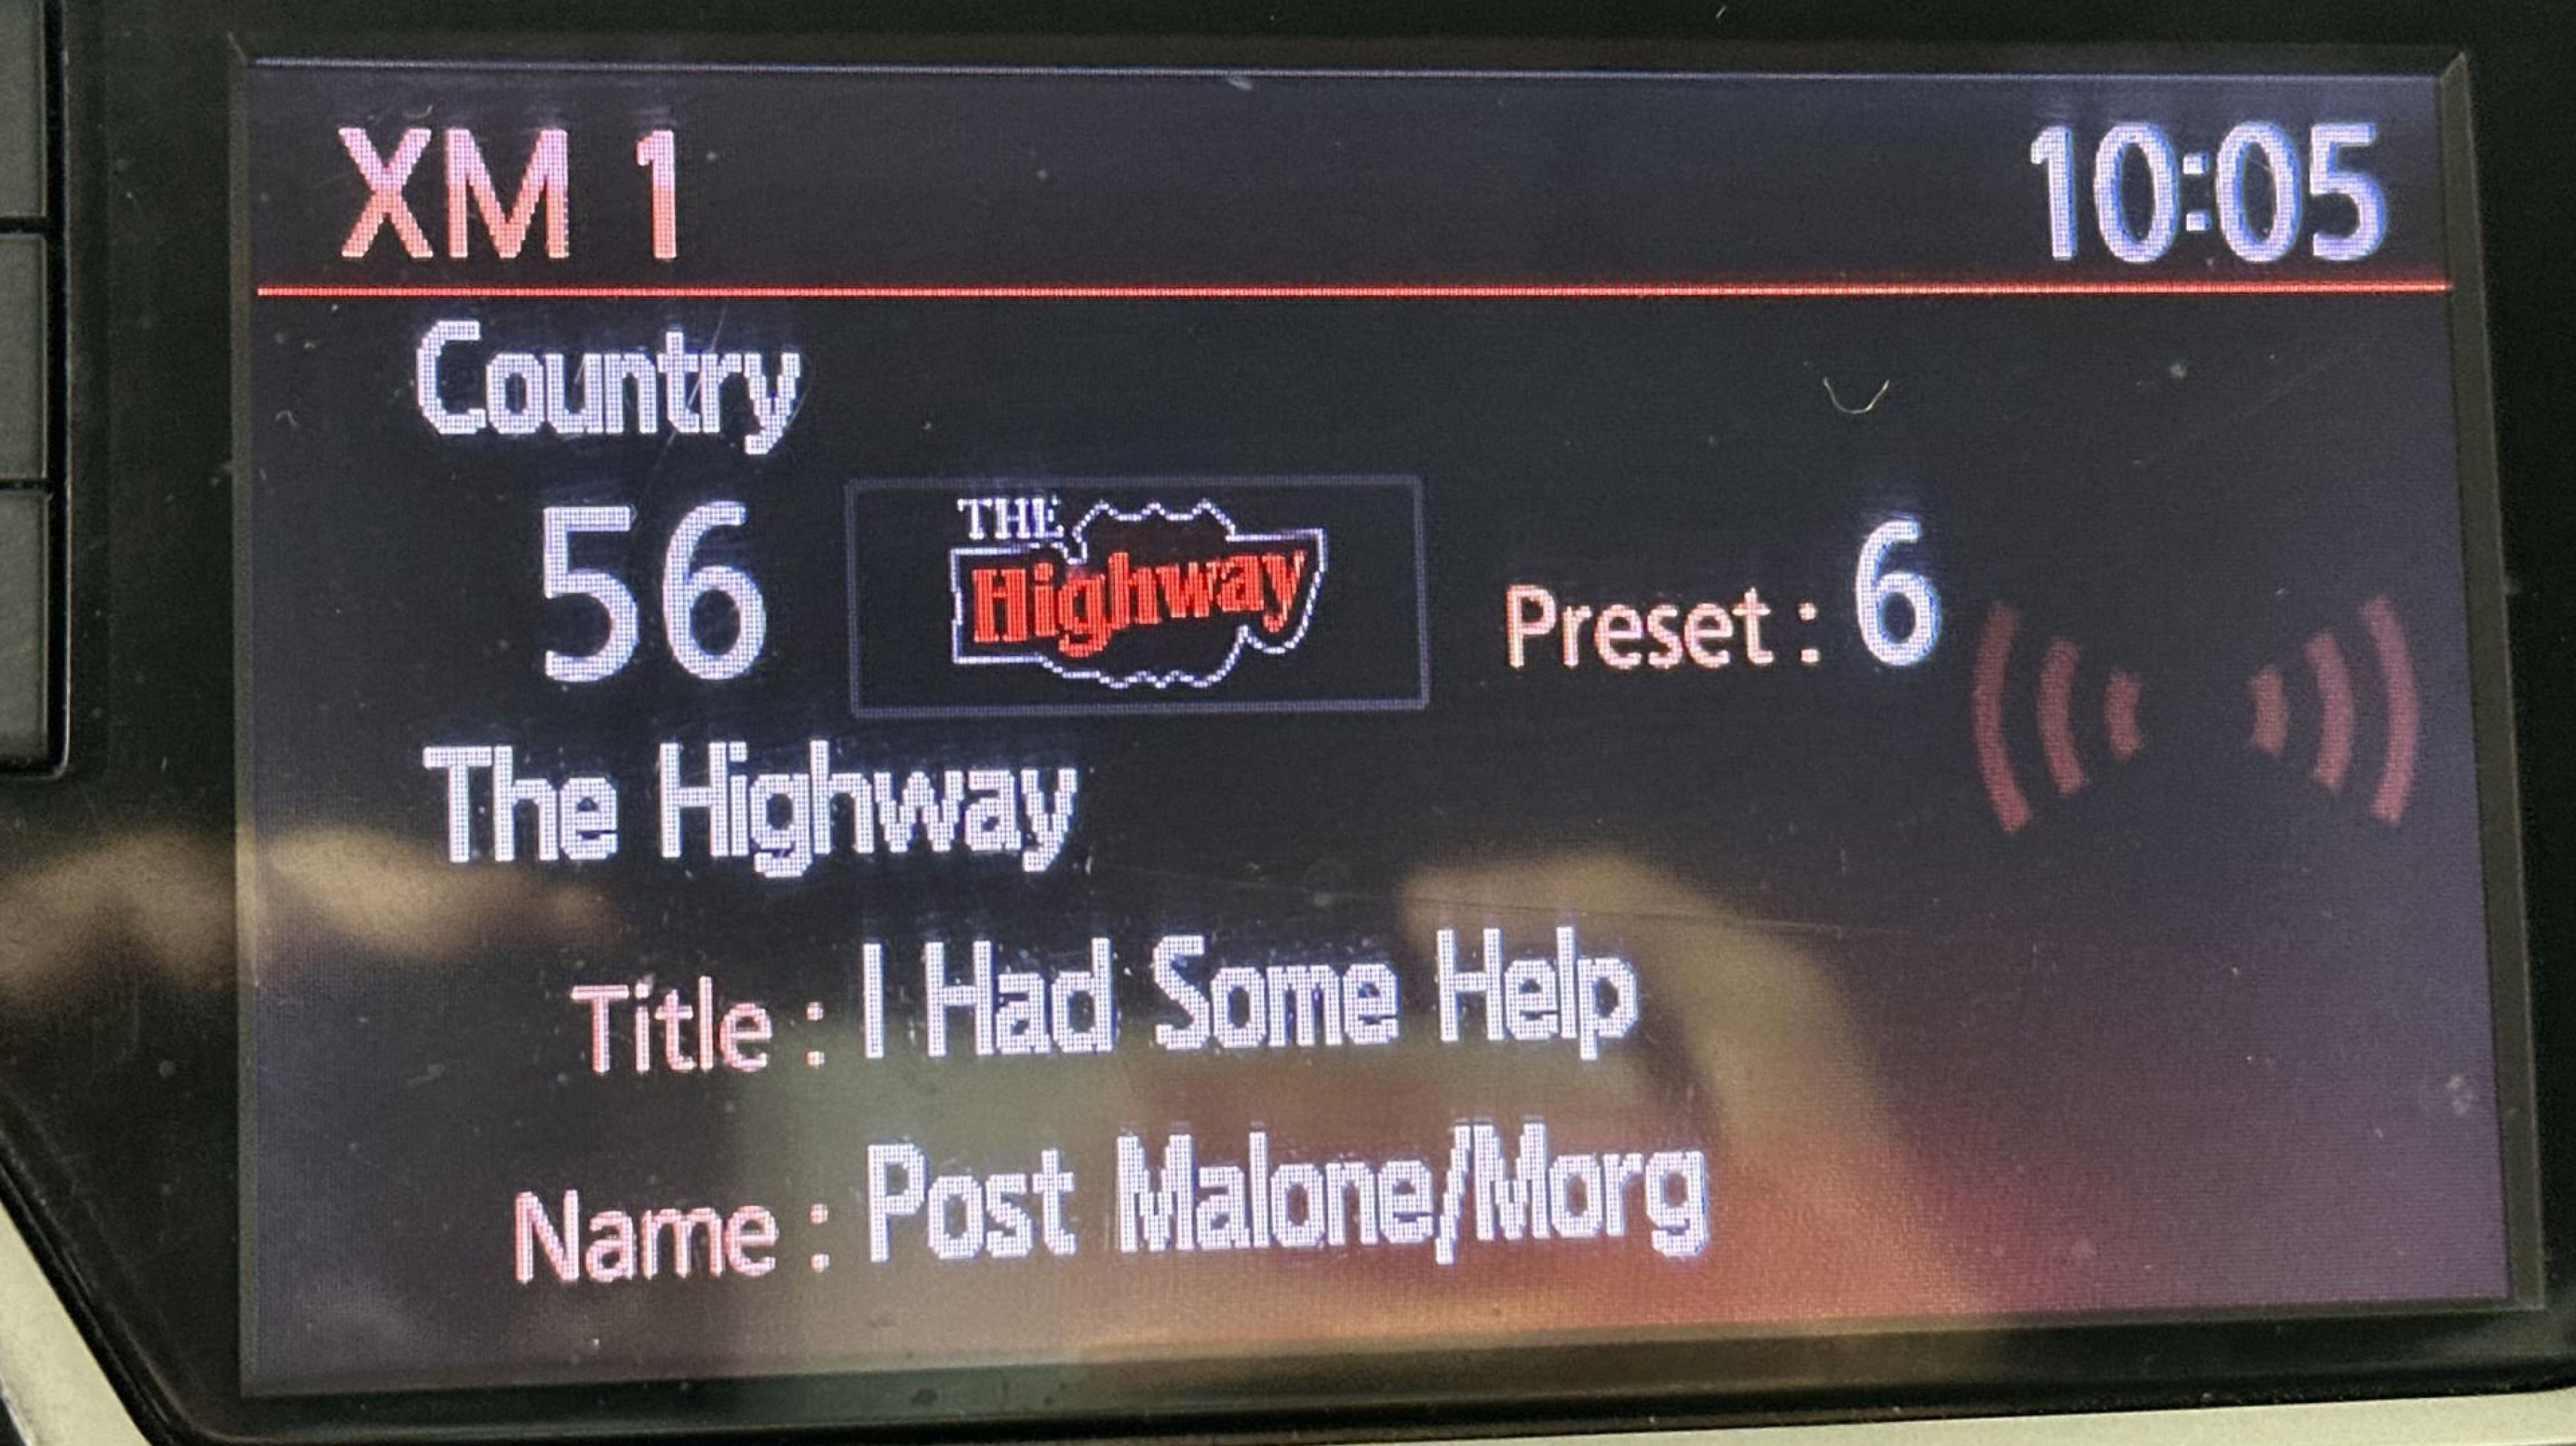 XM 1 10:05
Country
56 THE Highway Preset : 6
The Highway
Title : I Had Some Help
Name : Post Malone/Morg